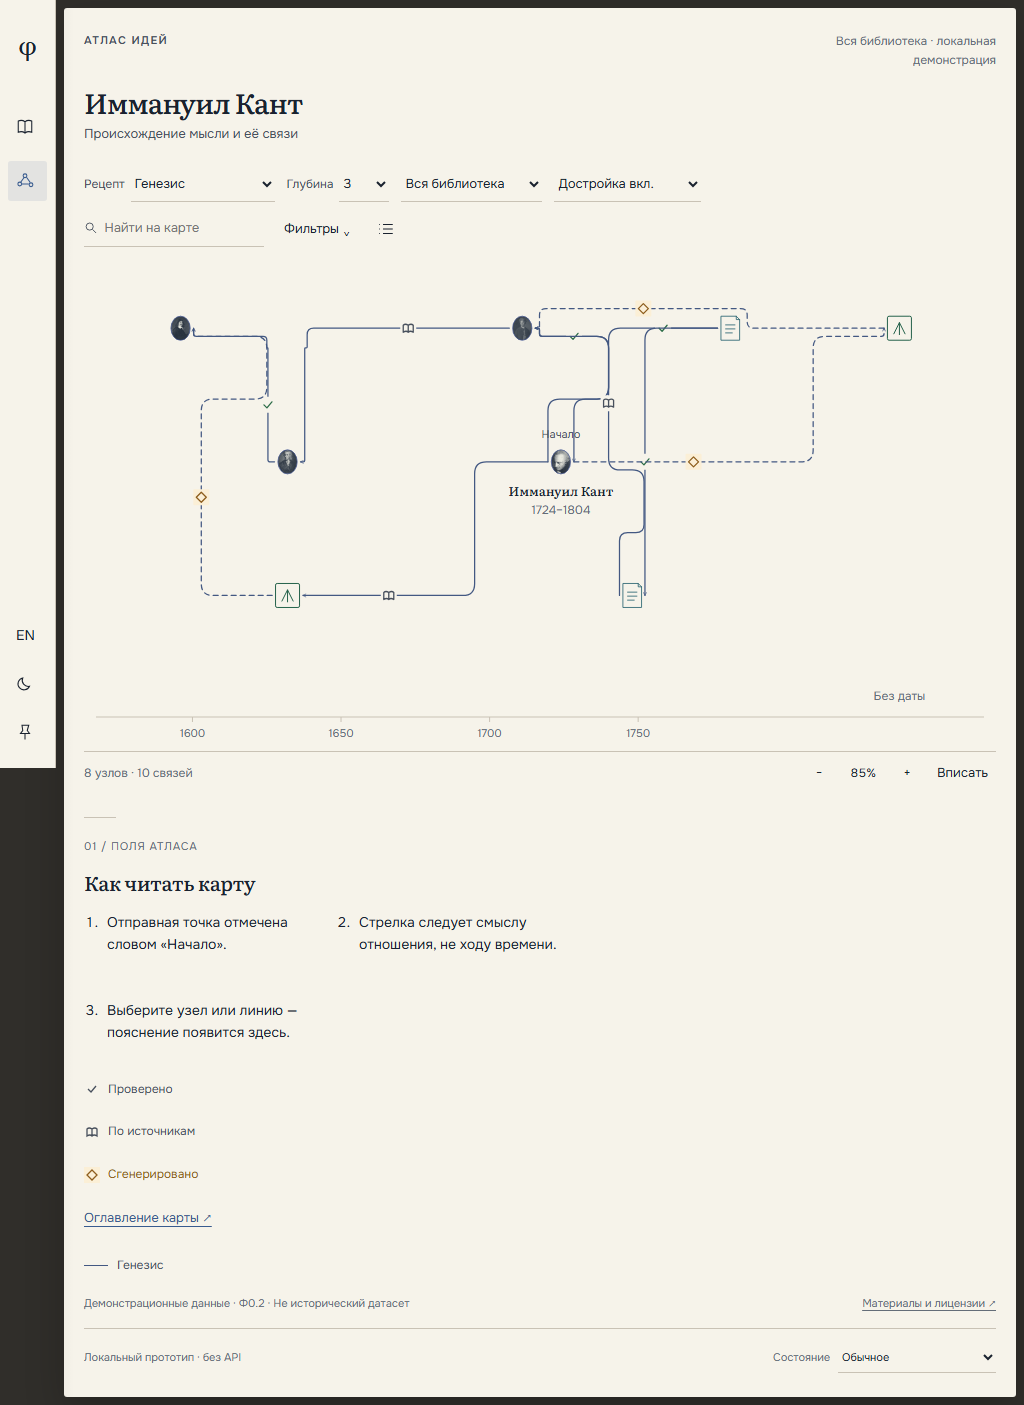 φ
АТЛАС ИДЕЙ
Вся библиотека · локальная
демонстрация
Иммануил Кант
Происхождение мысли и её связи
Рецепт Генезис Глубина 3 Вся библиотека Достройка вкл.
Найти на карте Фильтры
Начало
Иммануил Кант
1724–1804
EN
Без даты
1600 1650 1700 1750
8 узлов · 10 связей − 85% + Вписать
01 / ПОЛЯ АТЛАСА
Как читать карту
1. Отправная точка отмечена
словом «Начало».
2. Стрелка следует смыслу
отношения, не ходу времени.
3. Выберите узел или линию —
пояснение появится здесь.
Проверено
По источникам
Сгенерировано
Оглавление карты ↗
Генезис
Демонстрационные данные · Ф0.2 · Не исторический датасет Материалы и лицензии ↗
Локальный прототип · без API Состояние Обычное